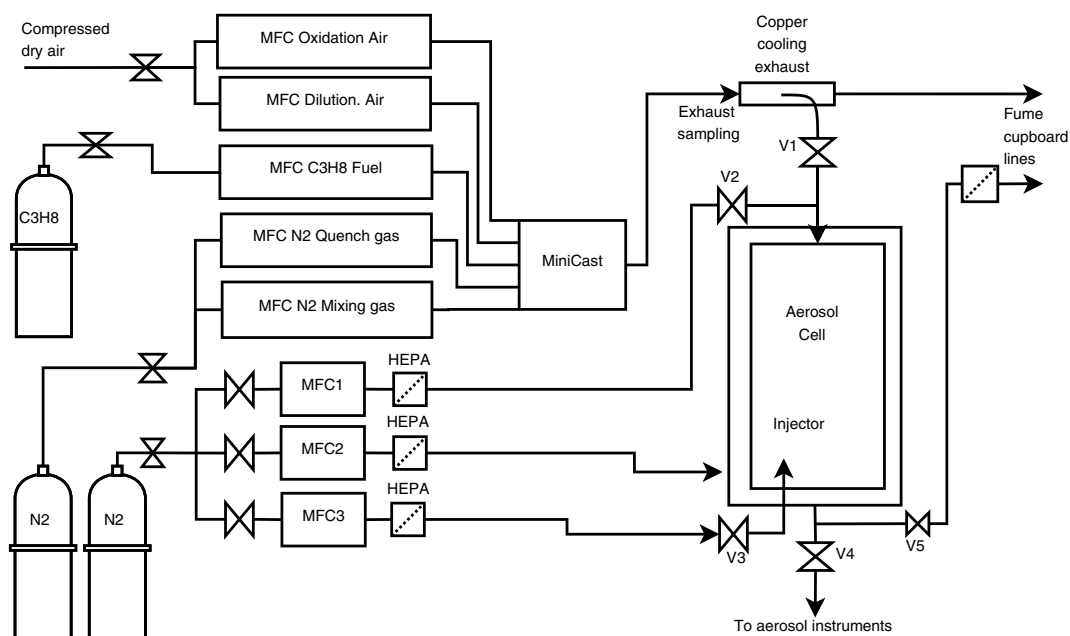 Compressed
dry air
MFC Oxidation Air
MFC Dilution. Air
MFC C3H8 Fuel
MFC N2 Quench gas
MFC N2 Mixing gas
C3H8
MiniCast
Copper
cooling
exhaust
Exhaust
sampling
Fume
cupboard
lines
V1
V2
Aerosol
Cell
Injector
MFC1
HEPA
MFC2
HEPA
MFC3
HEPA
N2
N2
V3
V4
V5
To aerosol instruments